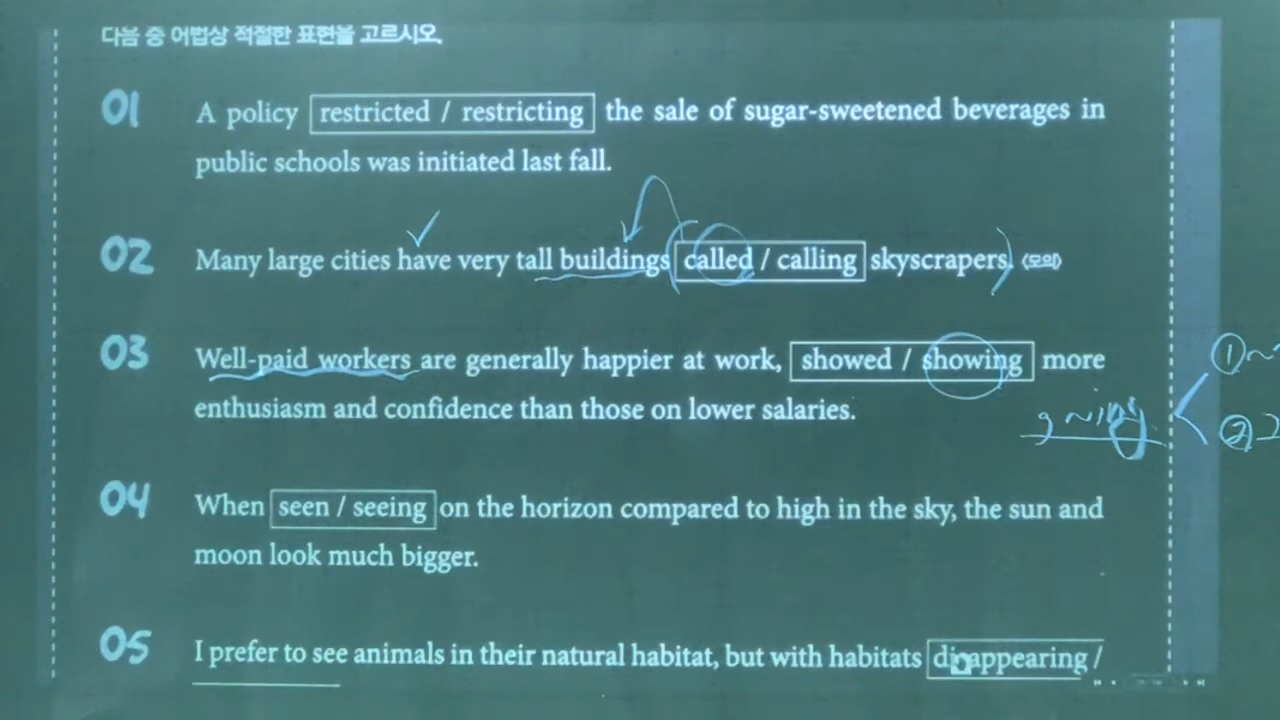 다음 중 어법상 적절한 표현을 고르시오.
01 A policy restricted / restricting the sale of sugar-sweetened beverages in
public schools was initiated last fall.
02 Many large cities have very tall buildings called / calling skyscrapers. <모의>
03 Well-paid workers are generally happier at work, showed / showing more
enthusiasm and confidence than those on lower salaries.
①
②
04 When seen / seeing on the horizon compared to high in the sky, the sun and
moon look much bigger.
05 I prefer to see animals in their natural habitat, but with habitats disappearing /